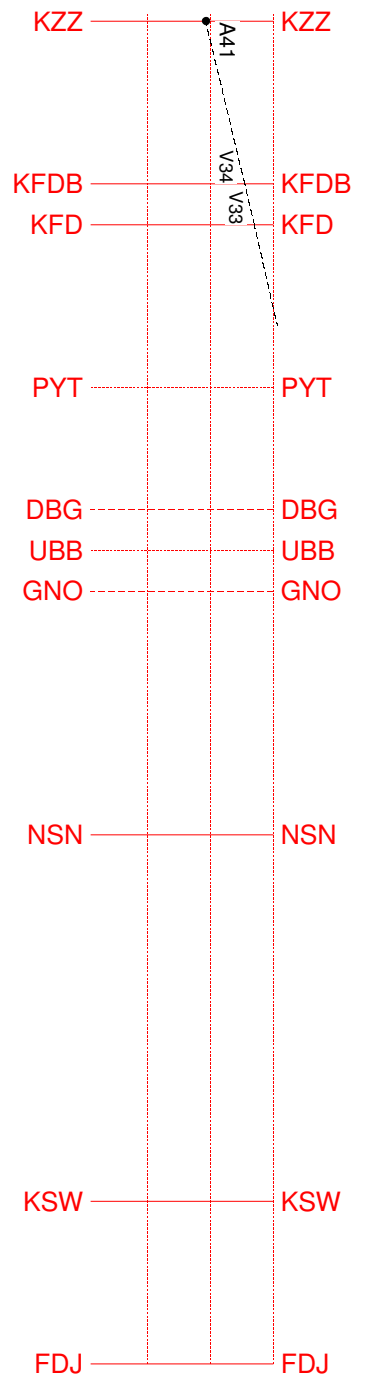 KZZ KZZ
A41
V34
KFDB KFDB
V33
KFD KFD
PYT PYT
DBG DBG
UBB UBB
GNO GNO
NSN NSN
KSW KSW
FDJ FDJ